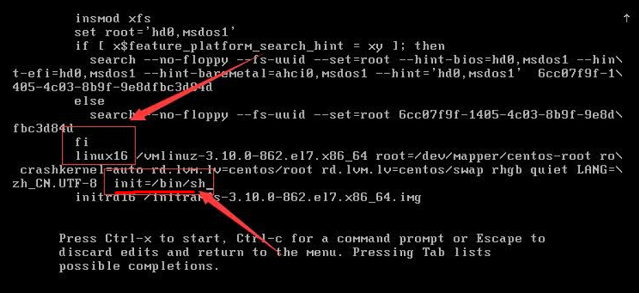 insmod xfs
set root='hd0,msdos1'
if [ x$feature_platform_search_hint = xy ]; then
search --no-floppy --fs-uuid --set=root --hint-bios=hd0,msdos1 --hin\
t-efi=hd0,msdos1 --hint-baremetal=ahci0,msdos1 --hint='hd0,msdos1' 6cc07f9f-1\
405-4c03-8b9f-9e8dfbc3d84d
else
search --no-floppy --fs-uuid --set=root 6cc07f9f-1405-4c03-8b9f-9e8d\
fbc3d84d
fi
linux16 /vmlinuz-3.10.0-862.el7.x86_64 root=/dev/mapper/centos-root ro\
crashkernel=auto rd.lvm.lv=centos/root rd.lvm.lv=centos/swap rhgb quiet LANG=\
zh_CN.UTF-8 init=/bin/sh_
initrd16 /initramfs-3.10.0-862.el7.x86_64.img
Press Ctrl-x to start, Ctrl-c for a command prompt or Escape to
discard edits and return to the menu. Pressing Tab lists
possible completions.